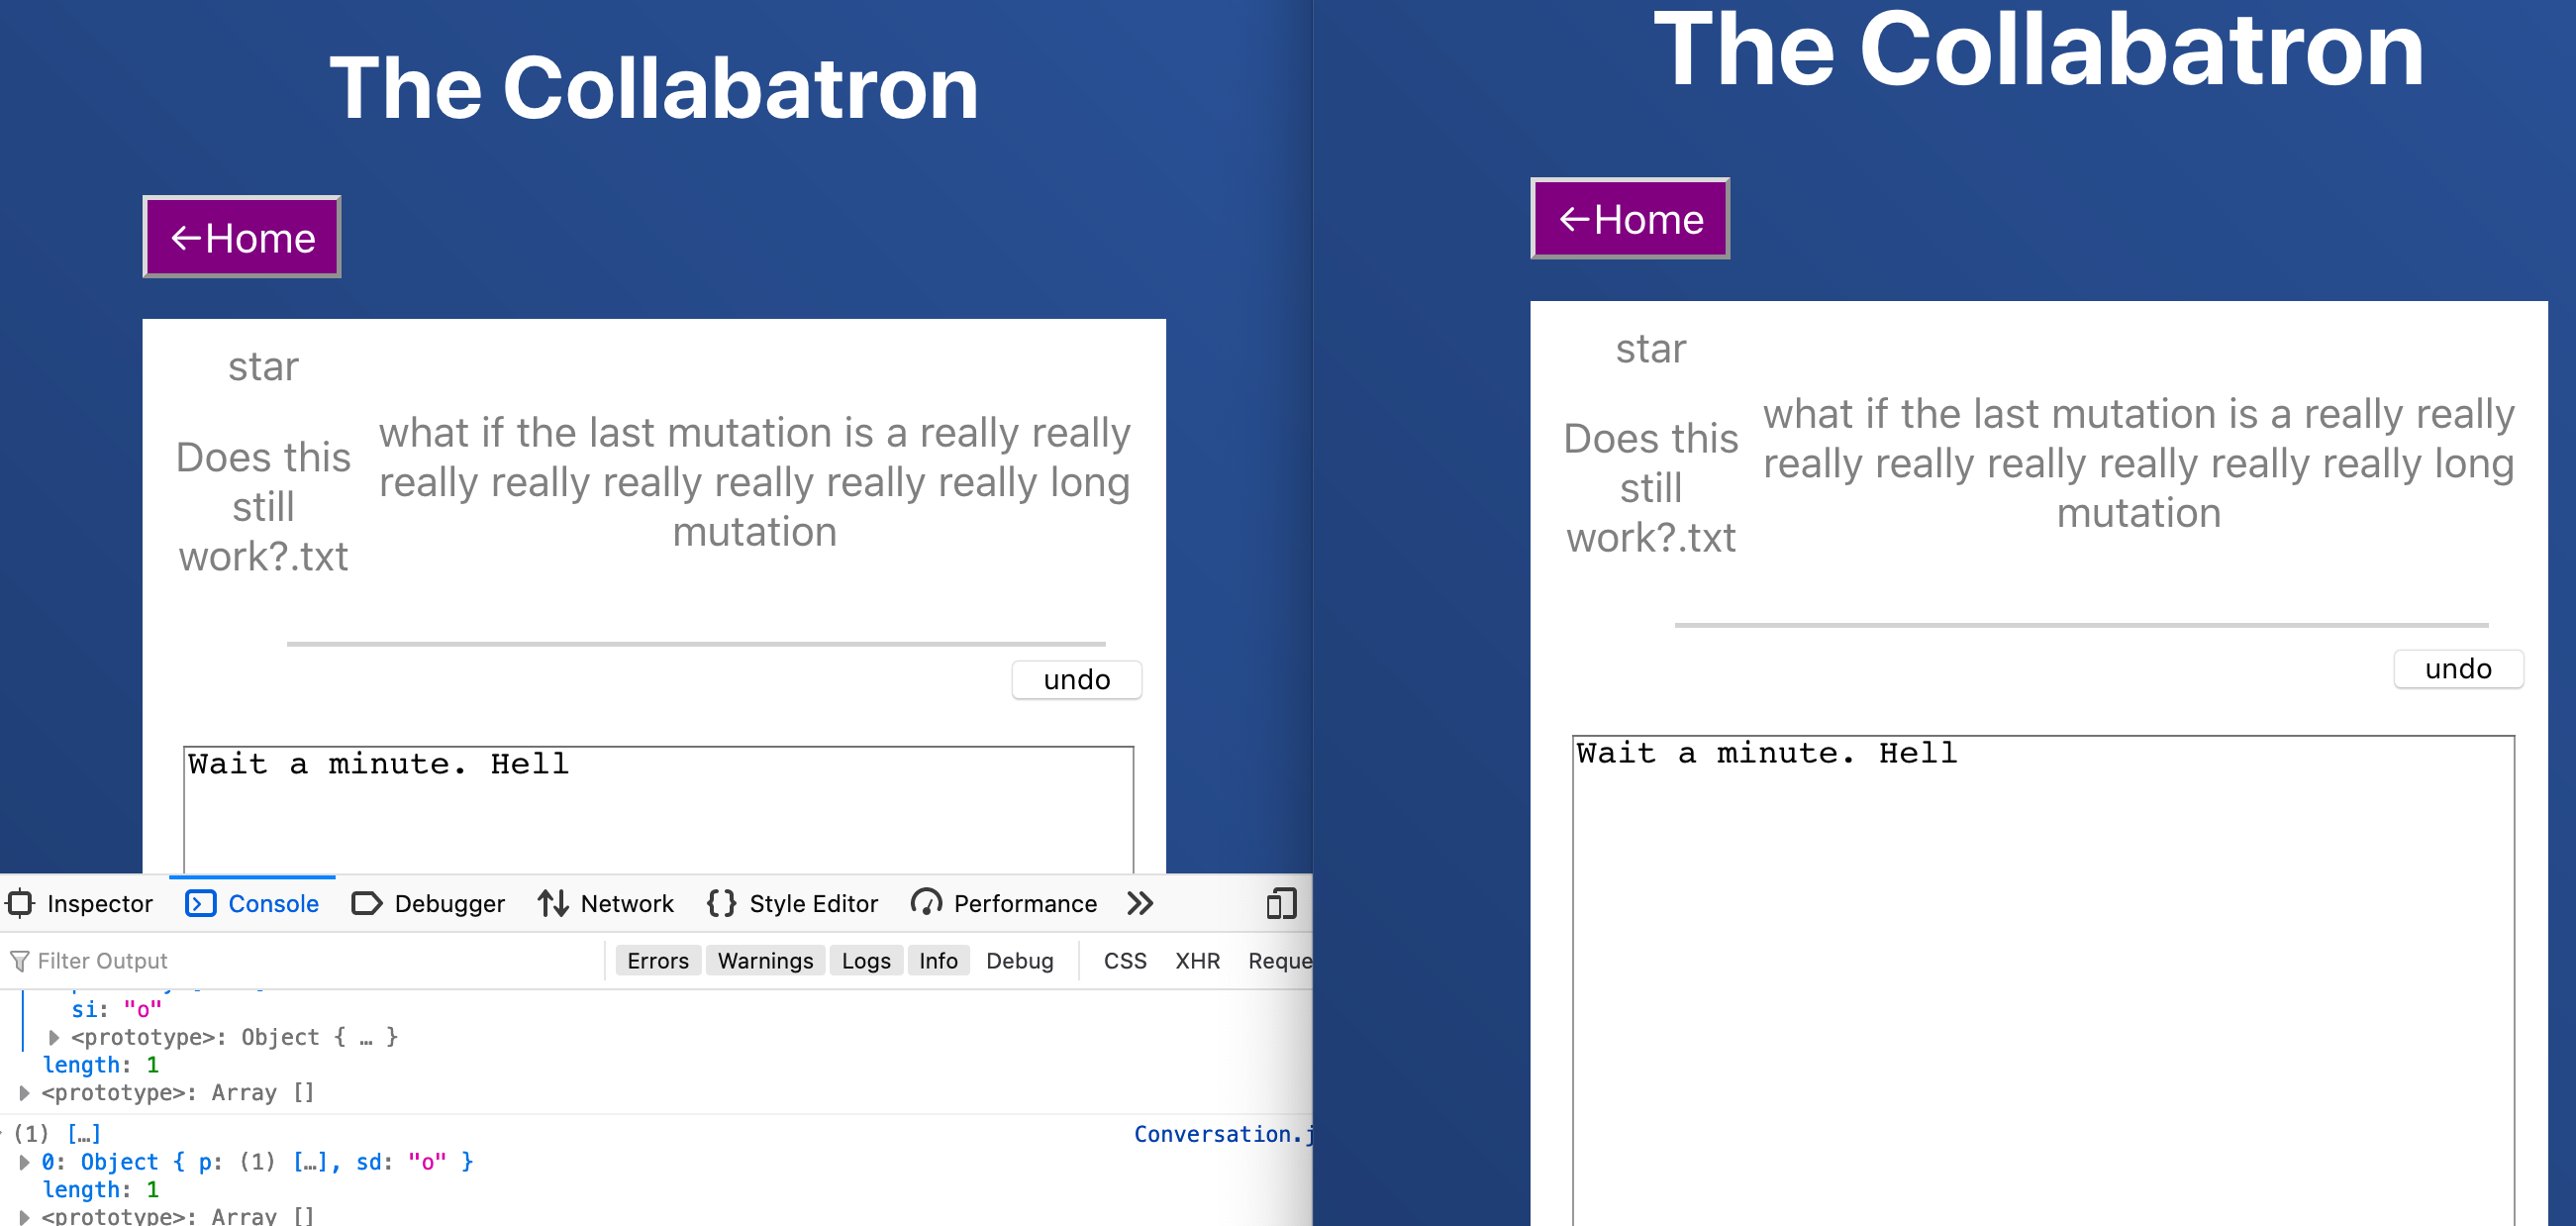 The Collabatron
←Home
star
Does this
still
work?.txt
what if the last mutation is a really really
really really really really really really long
mutation
undo
Wait a minute. Hell
Inspector
Console
Debugger
Network
Style Editor
Performance
Filter Output
Errors
Warnings
Logs
Info
Debug
CSS
XHR
Reque
si: "o"
<prototype>: Object { … }
length: 1
<prototype>: Array []
(1) […]
Conversation.j
0: Object { p: (1) […], sd: "o" }
length: 1
<prototype>: Array []
The Collabatron
←Home
star
Does this
still
work?.txt
what if the last mutation is a really really
really really really really really really long
mutation
undo
Wait a minute. Hell